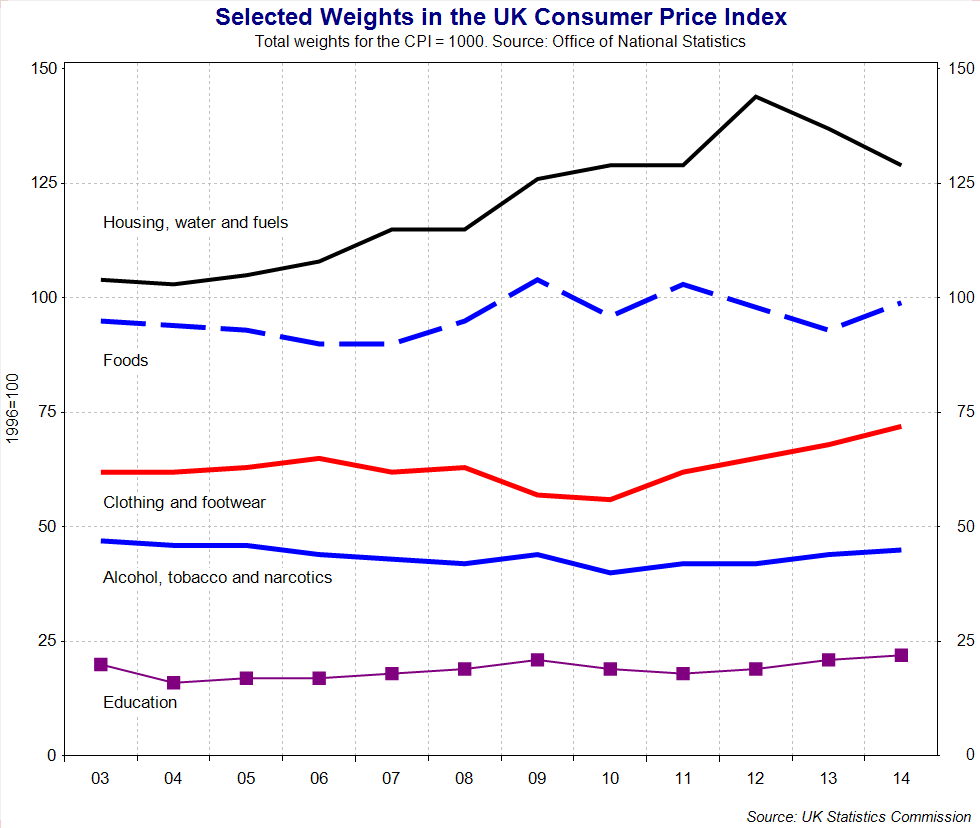 Selected Weights in the UK Consumer Price Index
Total weights for the CPI = 1000. Source: Office of National Statistics
150 150
125 125
Housing, water and fuels
100 100
Foods
1996=100
75 75
Clothing and footwear
50 50
Alcohol, tobacco and narcotics
25 25
Education
0 0
03 04 05 06 07 08 09 10 11 12 13 14
Source: UK Statistics Commission